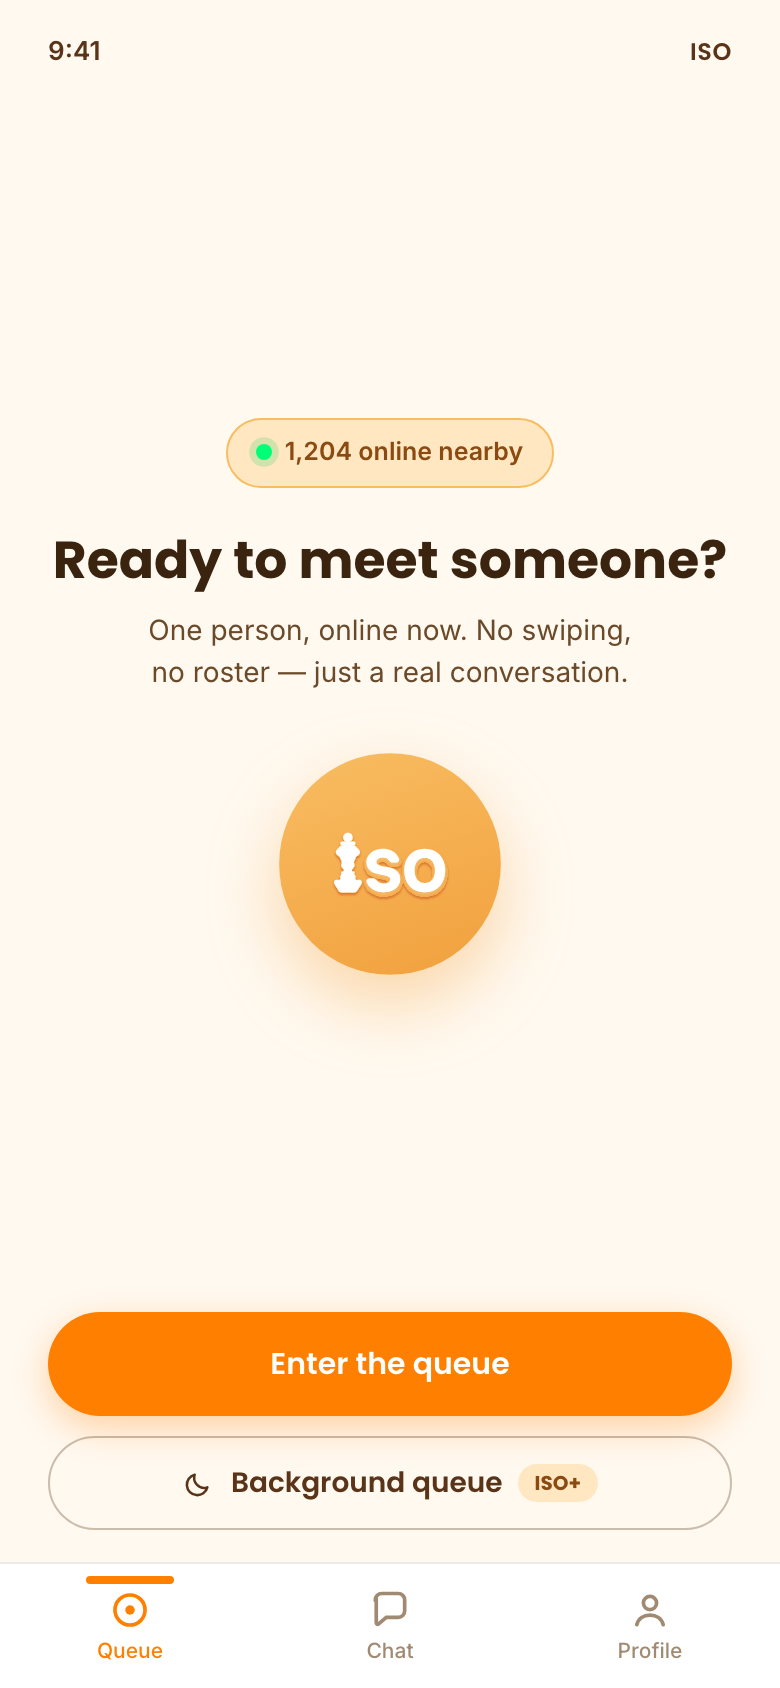 9:41
ISO
1,204 online nearby
Ready to meet someone?
One person, online now. No swiping,
no roster — just a real conversation.
iso
Enter the queue
Background queue ISO+
Queue
Chat
Profile